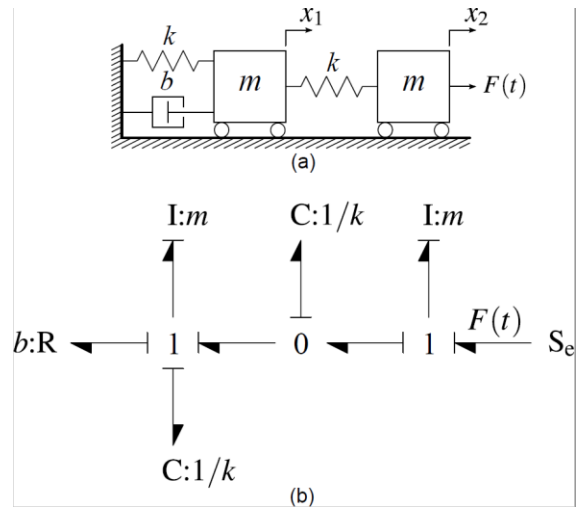 x₁ x₂
k
b m k m F(t)
(a)
I:m C:1/k I:m
F(t)
b:R 1 0 1 Sₑ
C:1/k
(b)